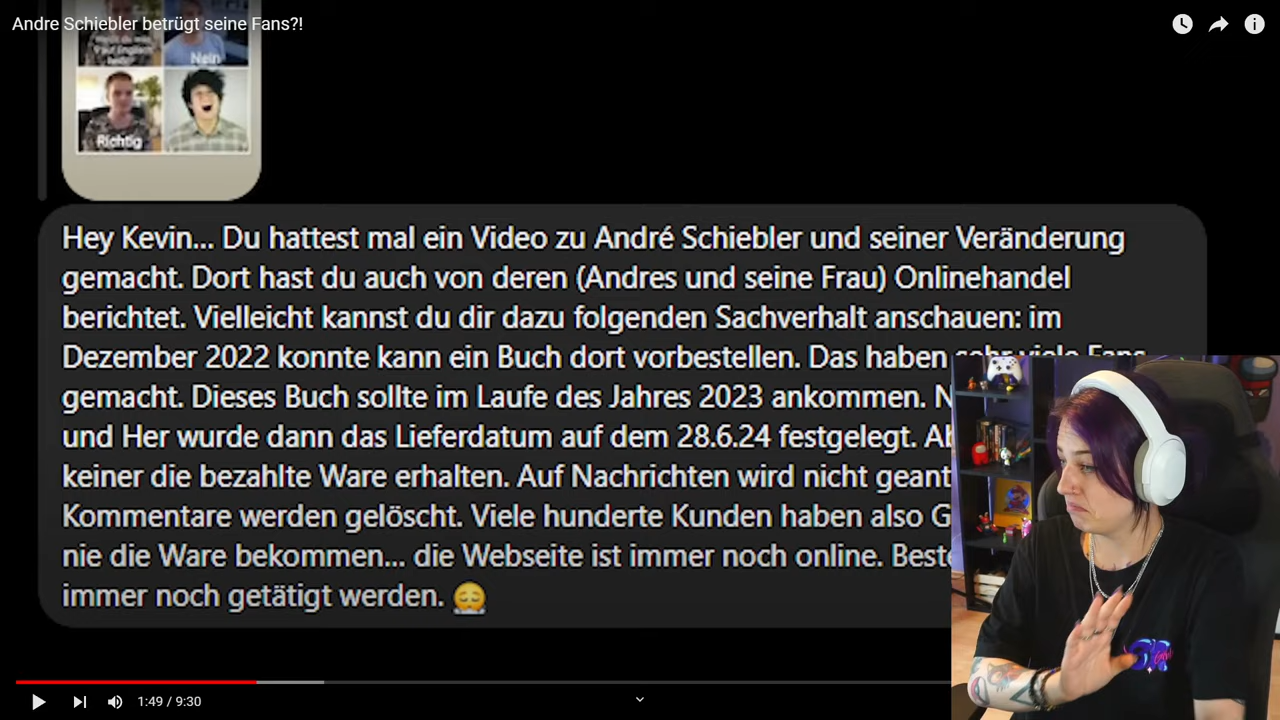 Andre Schiebler betrügt seine Fans?!
Nein
Richtig
Hey Kevin... Du hattest mal ein Video zu André Schiebler und seiner Veränderung
gemacht. Dort hast du auch von deren (Andres und seine Frau) Onlinehandel
berichtet. Vielleicht kannst du dir dazu folgenden Sachverhalt anschauen: im
Dezember 2022 konnte kann ein Buch dort vorbestellen. Das haben sehr viele Fans
gemacht. Dieses Buch sollte im Laufe des Jahres 2023 ankommen.
und Her wurde dann das Lieferdatum auf dem 28.6.24 festgelegt.
keiner die bezahlte Ware erhalten. Auf Nachrichten wird nicht
Kommentare werden gelöscht. Viele hunderte Kunden haben also
nie die Ware bekommen... die Webseite ist immer noch online.
immer noch getätigt werden. 😌
1:49 / 9:30